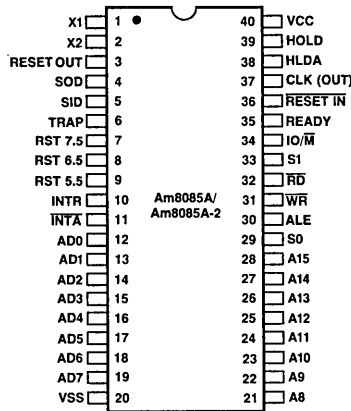 X1 1 40 VCC
X2 2 39 HOLD
RESET OUT 3 38 HLDA
SOD 4 37 CLK (OUT)
SID 5 36 RESET IN
TRAP 6 35 READY
RST 7.5 7 34 IO/M
RST 6.5 8 33 S1
RST 5.5 9 32 RD
INTR 10 31 WR
INTA 11 30 ALE
AD0 12 29 S0
AD1 13 28 A15
AD2 14 27 A14
AD3 15 26 A13
AD4 16 25 A12
AD5 17 24 A11
AD6 18 23 A10
AD7 19 22 A9
VSS 20 21 A8
Am8085A/
Am8085A-2